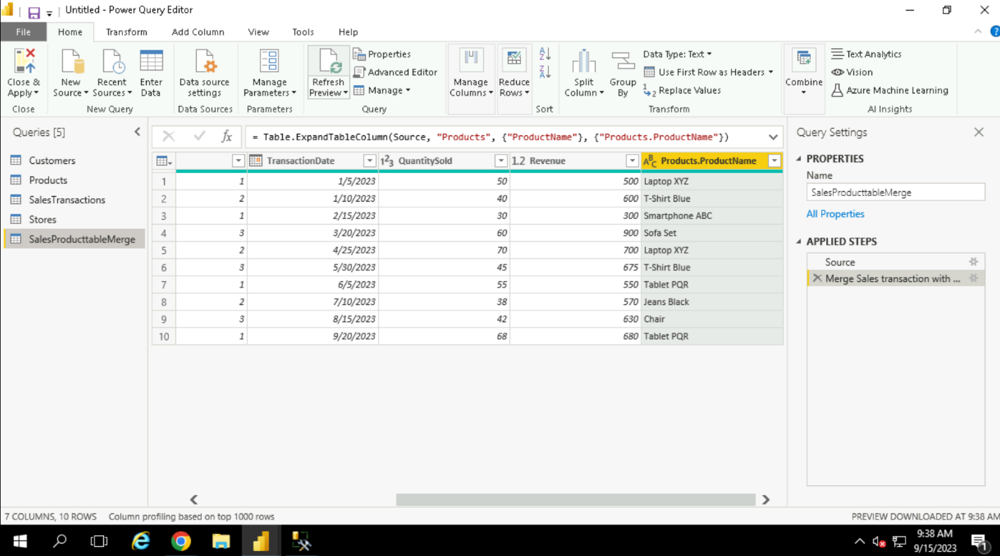 Untitled - Power Query Editor
File Home Transform Add Column View Tools Help
Close & Apply
Close
New Source
Recent Sources
Enter Data
New Query
Data source settings
Data Sources
Manage Parameters
Parameters
Refresh Preview
Properties
Advanced Editor
Manage
Query
Manage Columns
Reduce Rows
Sort
Split Column
Group By
Data Type: Text
Use First Row as Headers
Replace Values
Transform
Combine
Text Analytics
Vision
Azure Machine Learning
AI Insights
Queries [5]
Customers
Products
SalesTransactions
Stores
SalesProducttableMerge
fx = Table.ExpandTableColumn(Source, "Products", {"ProductName"}, {"Products.ProductName"})
TransactionDate 123 QuantitySold 1.2 Revenue ABC Products.ProductName
1 1 1/5/2023 50 500 Laptop XYZ
2 2 1/10/2023 40 600 T-Shirt Blue
3 1 2/15/2023 30 300 Smartphone ABC
4 3 3/20/2023 60 900 Sofa Set
5 2 4/25/2023 70 700 Laptop XYZ
6 3 5/30/2023 45 675 T-Shirt Blue
7 1 6/5/2023 55 550 Tablet PQR
8 2 7/10/2023 38 570 Jeans Black
9 3 8/15/2023 42 630 Chair
10 1 9/20/2023 68 680 Tablet PQR
Query Settings
PROPERTIES
Name
SalesProducttableMerge
All Properties
APPLIED STEPS
Source
Merge Sales transaction with ...
7 COLUMNS, 10 ROWS Column profiling based on top 1000 rows
PREVIEW DOWNLOADED AT 9:38 AM
9:38 AM
9/15/2023
1